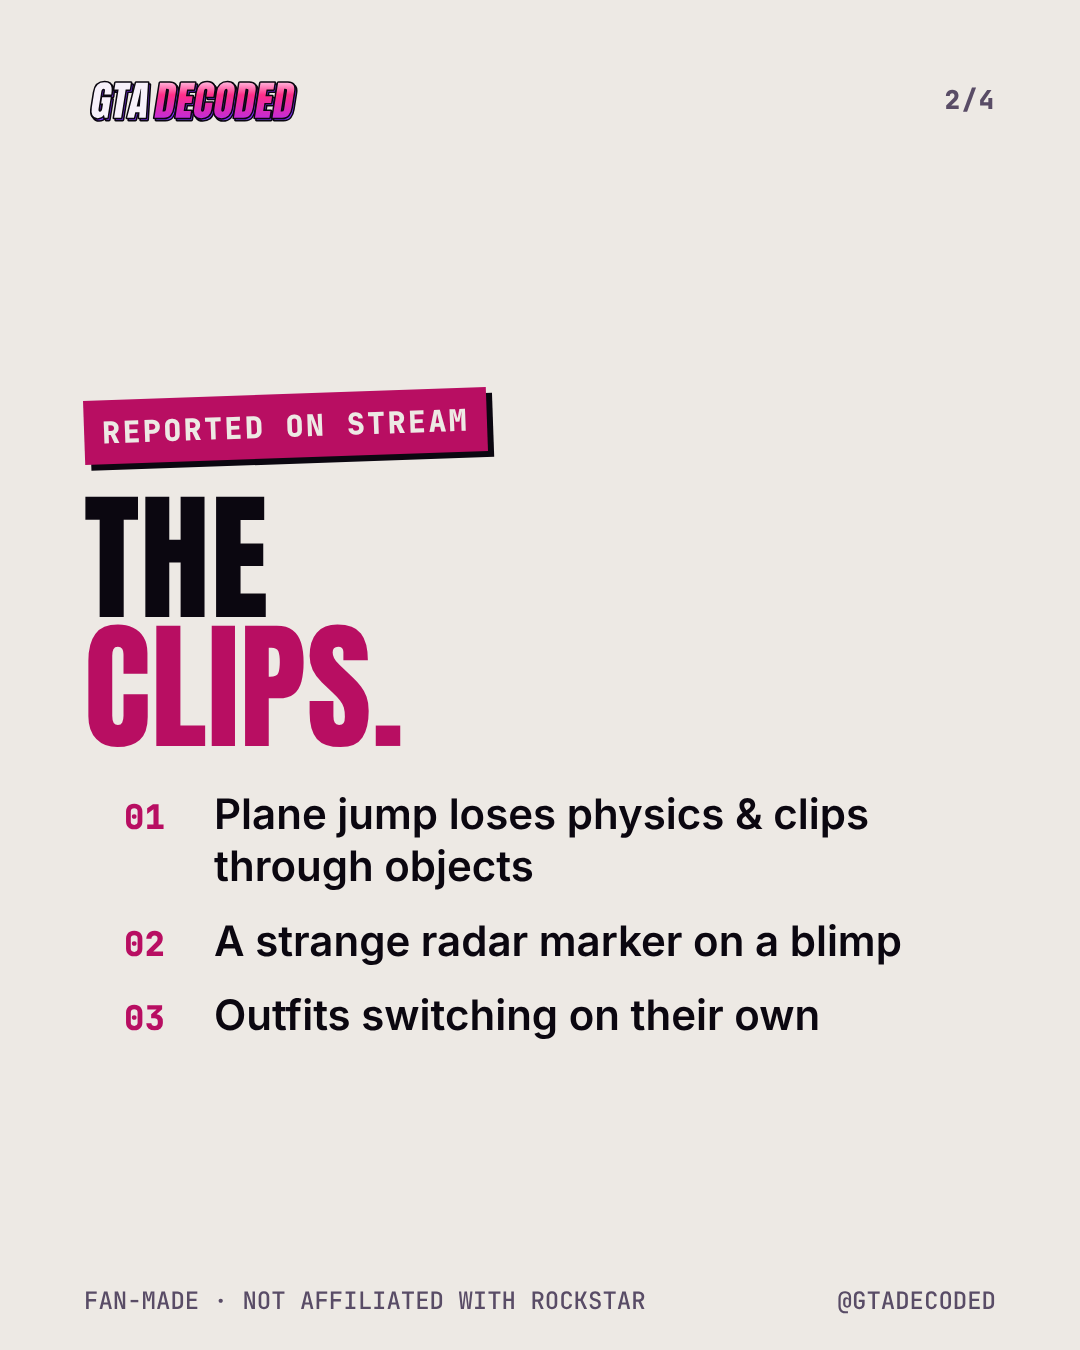 GTA DECODED
2/4
REPORTED ON STREAM
THE
CLIPS.
01 Plane jump loses physics & clips
through objects
02 A strange radar marker on a blimp
03 Outfits switching on their own
FAN-MADE · NOT AFFILIATED WITH ROCKSTAR
@GTADECODED